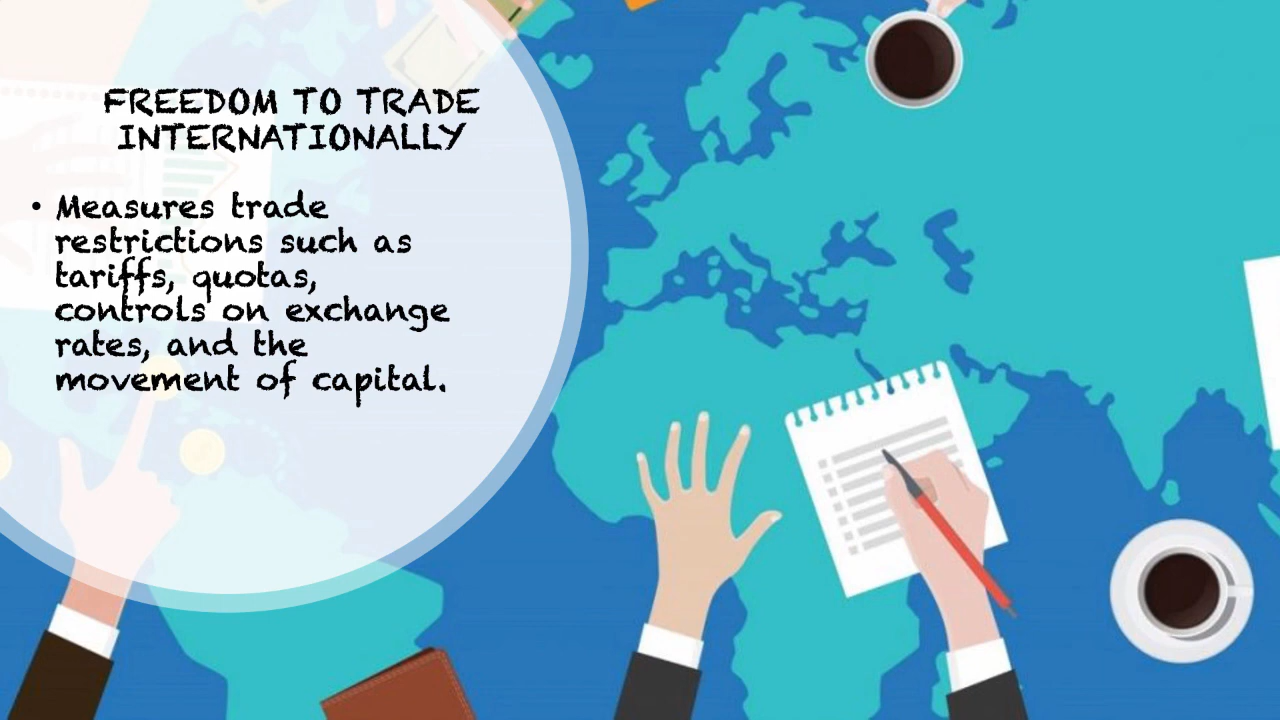 FREEDOM TO TRADE
INTERNATIONALLY
• Measures trade
restrictions such as
tariffs, quotas,
controls on exchange
rates, and the
movement of capital.